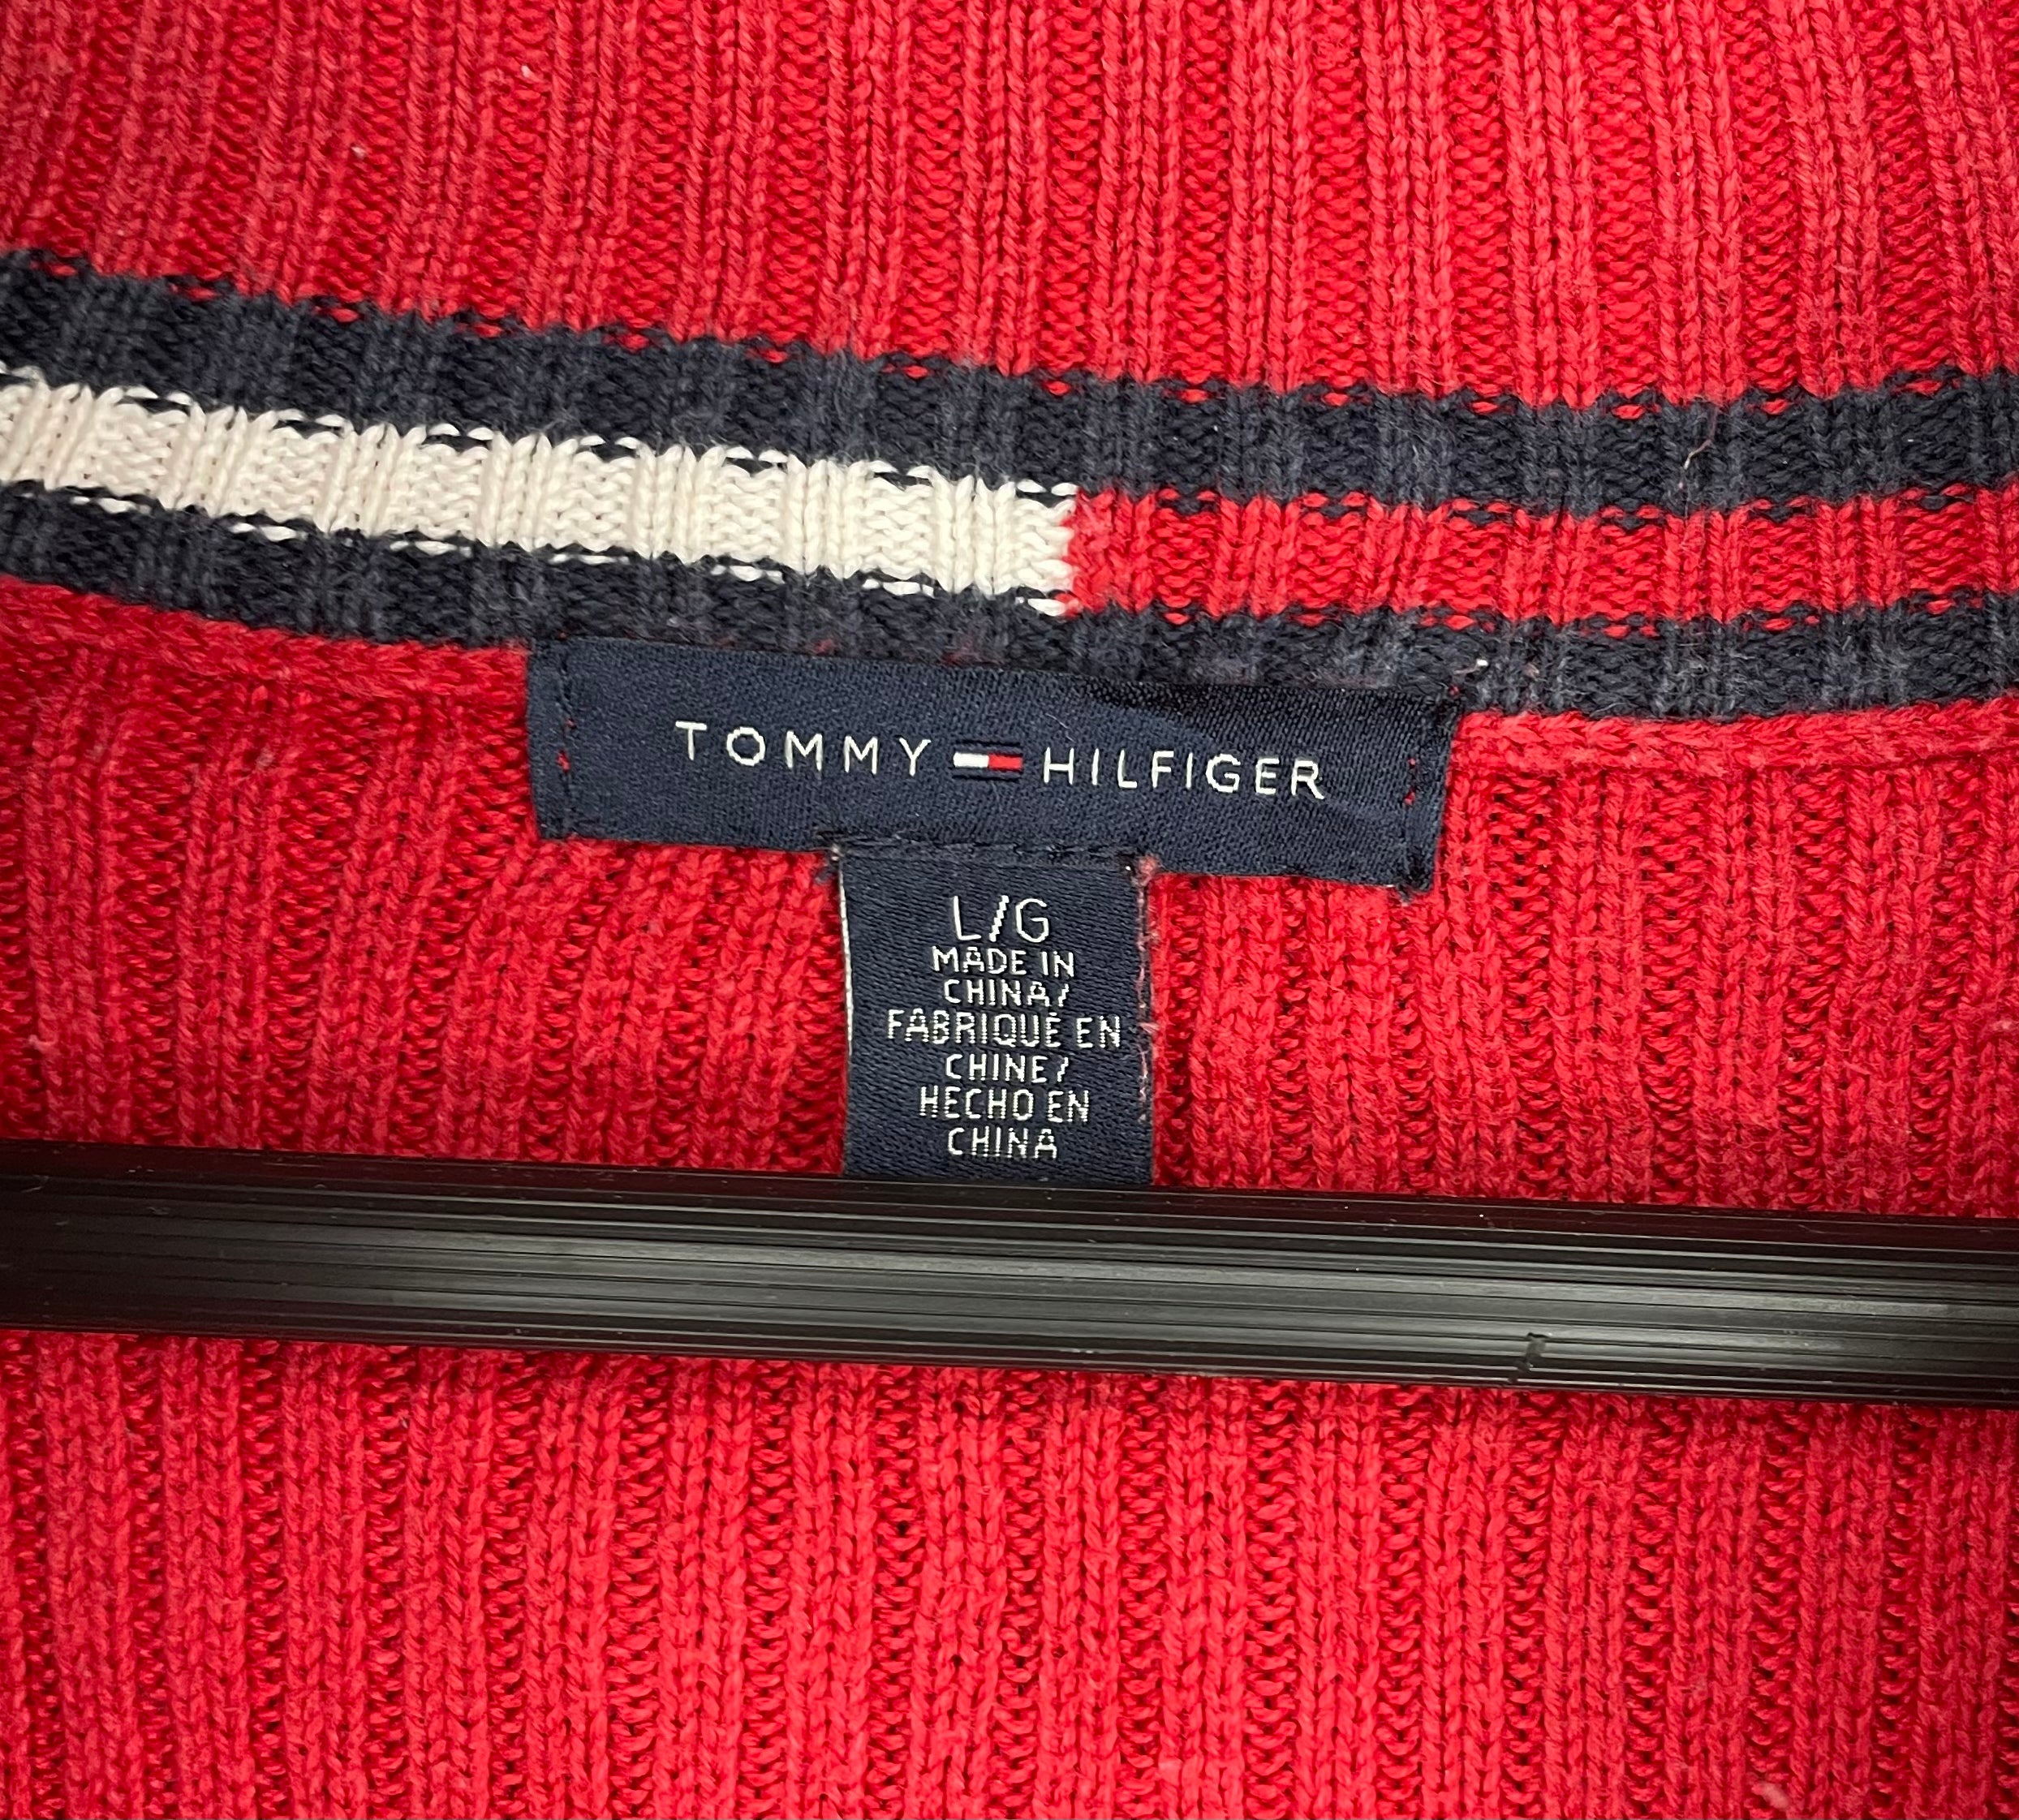 TOMMY HILFIGER
L/G
MADE IN
CHINA/
FABRIQUÉ EN
CHINE/
HECHO EN
CHINA